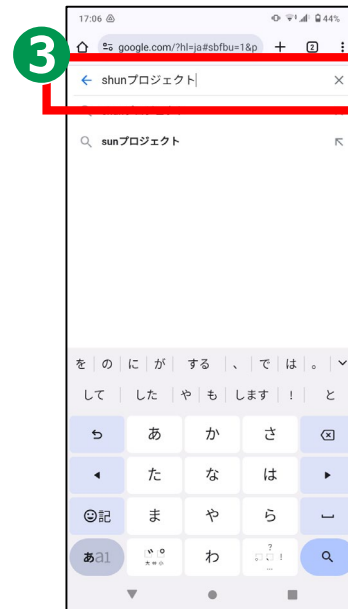 17:06 44%
3
google.com/?hl=ja#sbfbu=1&p + 2
shunプロジェクト
sunプロジェクト
を の に が する 、 で は 。
して した や も します ! と
あ か さ
た な は
☺記 ま や ら
あa1 わ 、。?!…